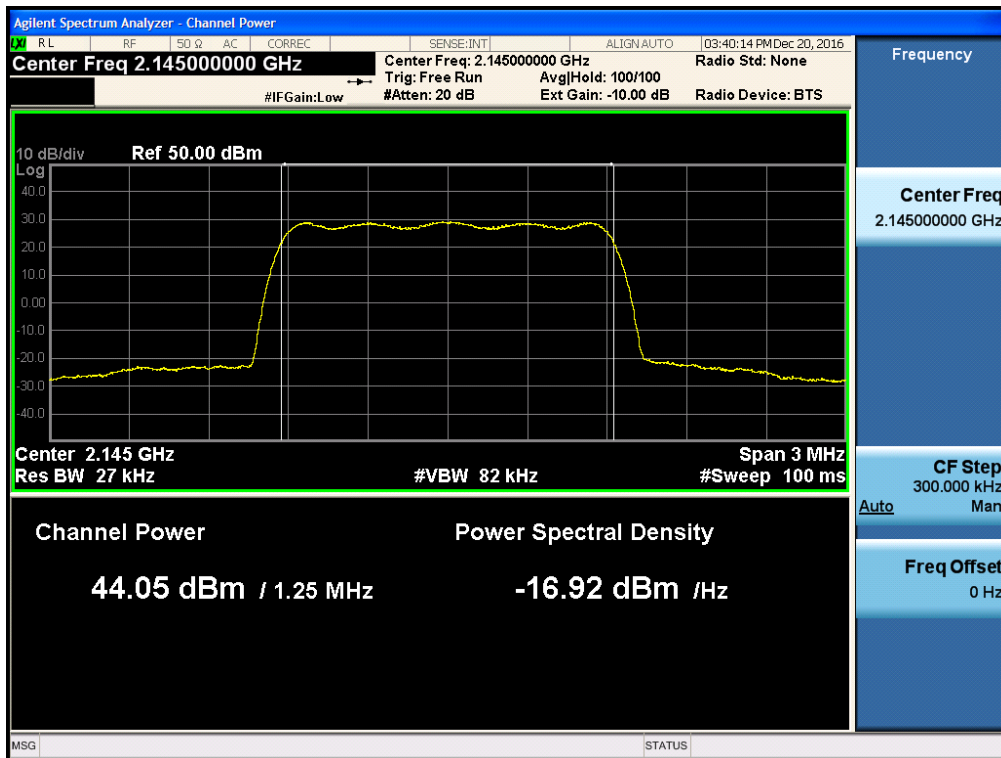 Agilent Spectrum Analyzer - Channel Power
LXI RL RF 50 Ω AC CORREC SENSE:INT ALIGNAUTO 03:40:14 PM Dec 20, 2016
Center Freq 2.145000000 GHz
Center Freq: 2.145000000 GHz Radio Std: None
Trig: Free Run Avg|Hold: 100/100
#IFGain:Low #Atten: 20 dB Ext Gain: -10.00 dB Radio Device: BTS
10 dB/div Ref 50.00 dBm
Log
40.0
30.0
20.0
10.0
0.00
-10.0
-20.0
-30.0
-40.0
Center 2.145 GHz Span 3 MHz
Res BW 27 kHz #VBW 82 kHz #Sweep 100 ms
Channel Power Power Spectral Density
44.05 dBm / 1.25 MHz -16.92 dBm /Hz
MSG STATUS
Frequency
Center Freq
2.145000000 GHz
CF Step
300.000 kHz
Auto Man
Freq Offset
0 Hz